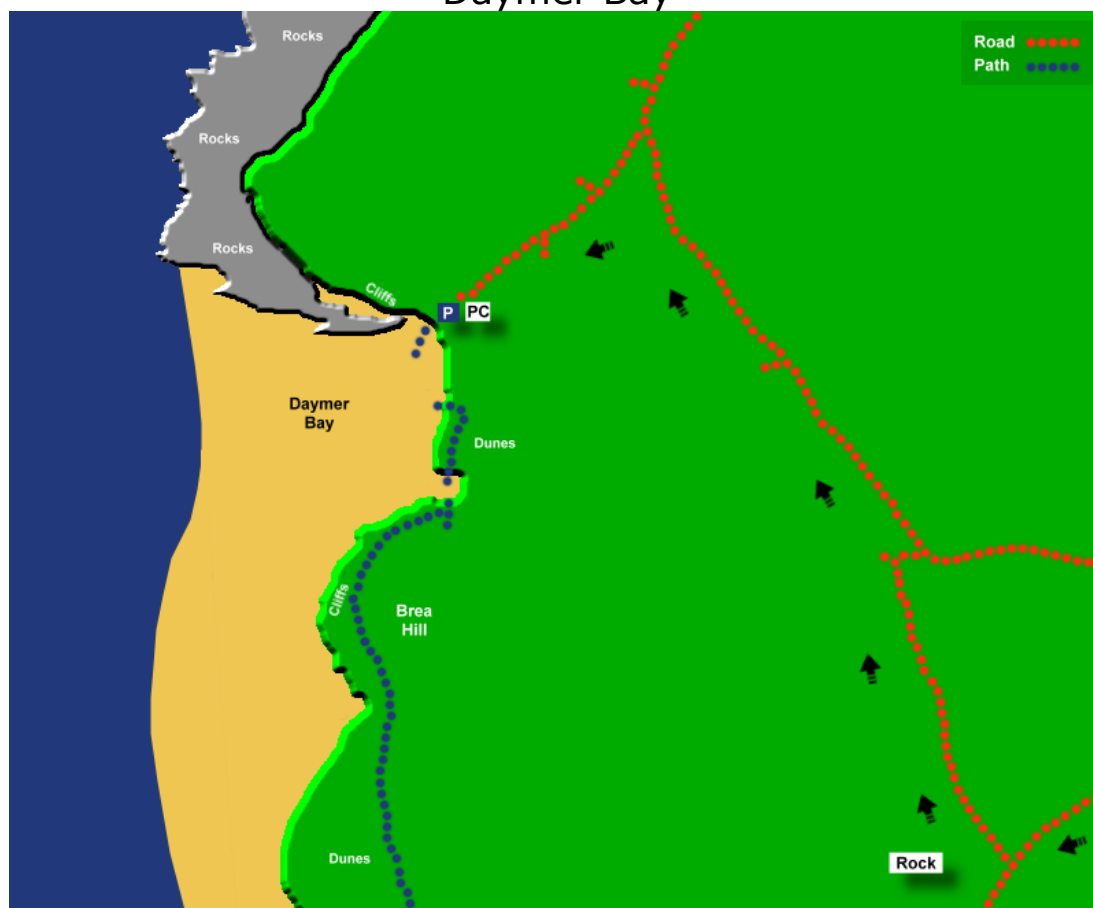 Daymer Bay
Rocks
Road
Path
Rocks
Rocks
Cliffs
P PC
Daymer
Bay
Dunes
Cliffs
Brea
Hill
Dunes
Rock